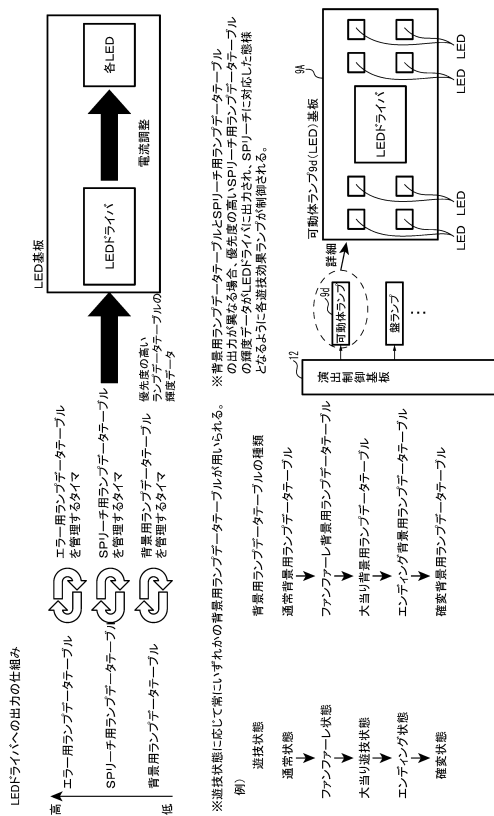 LEDドライバへの出力の仕組み
高
低
エラー用ランプデータテーブル
SPリーチ用ランプデータテーブル
背景用ランプデータテーブル
エラー用ランプデータテーブル
を管理するタイマ
SPリーチ用ランプデータテーブル
を管理するタイマ
背景用ランプデータテーブル
を管理するタイマ
優先度の高い
ランプデータテーブルの
輝度データ
LED基板
LEDドライバ
電流調整
各LED
※遊技状態に応じて常にいずれかの背景用ランプデータテーブルが用いられる。
例)
遊技状態
通常状態
ファンファーレ状態
大当り遊技状態
エンディング状態
確変状態
背景用ランプデータテーブルの種類
通常背景用ランプデータテーブル
ファンファーレ背景用ランプデータテーブル
大当り背景用ランプデータテーブル
エンディング背景用ランプデータテーブル
確変背景用ランプデータテーブル
※背景用ランプデータテーブルとSPリーチ用ランプデータテーブル
の出力が異なる場合、優先度の高いSPリーチ用ランプデータテーブル
の輝度データがLEDドライバに出力され、SPリーチに対応した態様
となるように各遊技効果ランプが制御される。
12
演出制御基板
9d
可動体ランプ
盤ランプ
⋮
詳細
可動体ランプ9d(LED)基板
9A
LEDドライバ
LED
LED
LED
LED
LED
LED
LED
LED